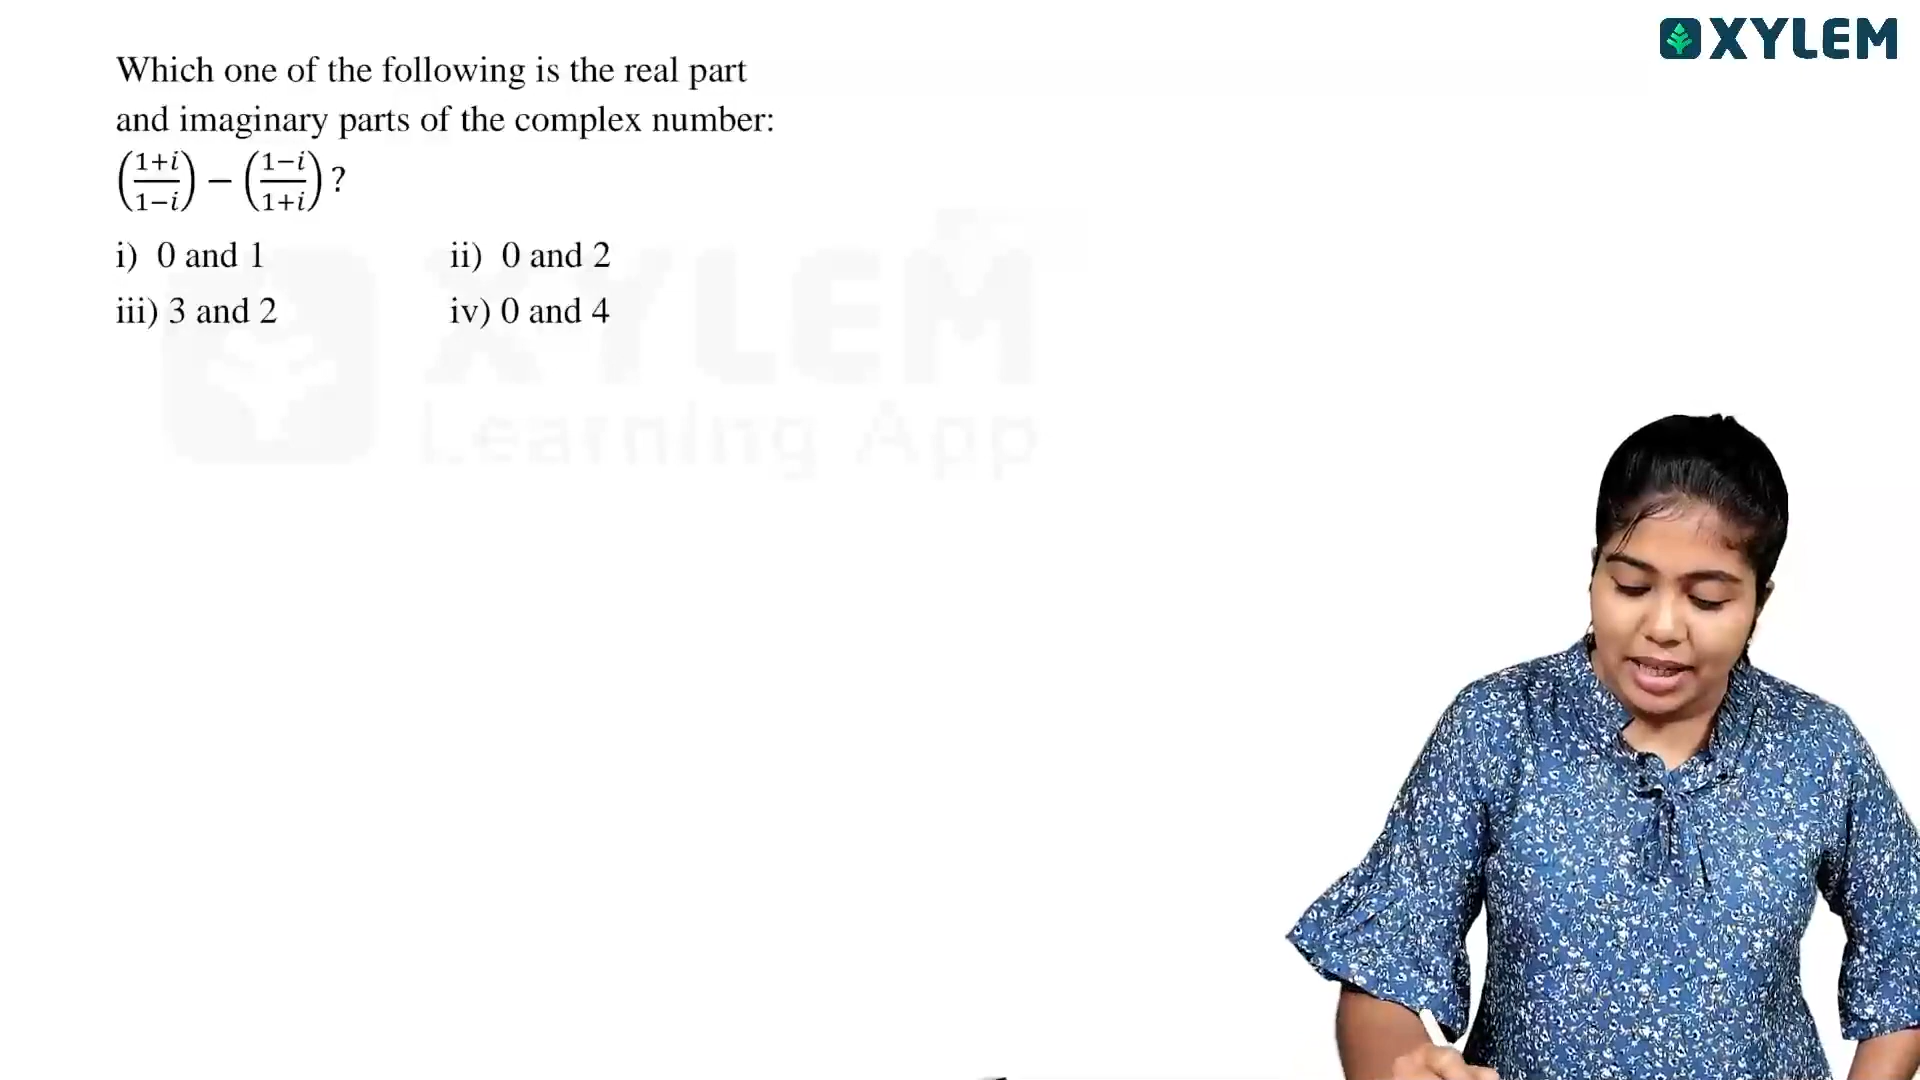 XYLEM
Which one of the following is the real part
and imaginary parts of the complex number:
(1+i/1−i) − (1−i/1+i) ?
i) 0 and 1 ii) 0 and 2
iii) 3 and 2 iv) 0 and 4
XYLEM
Learning App